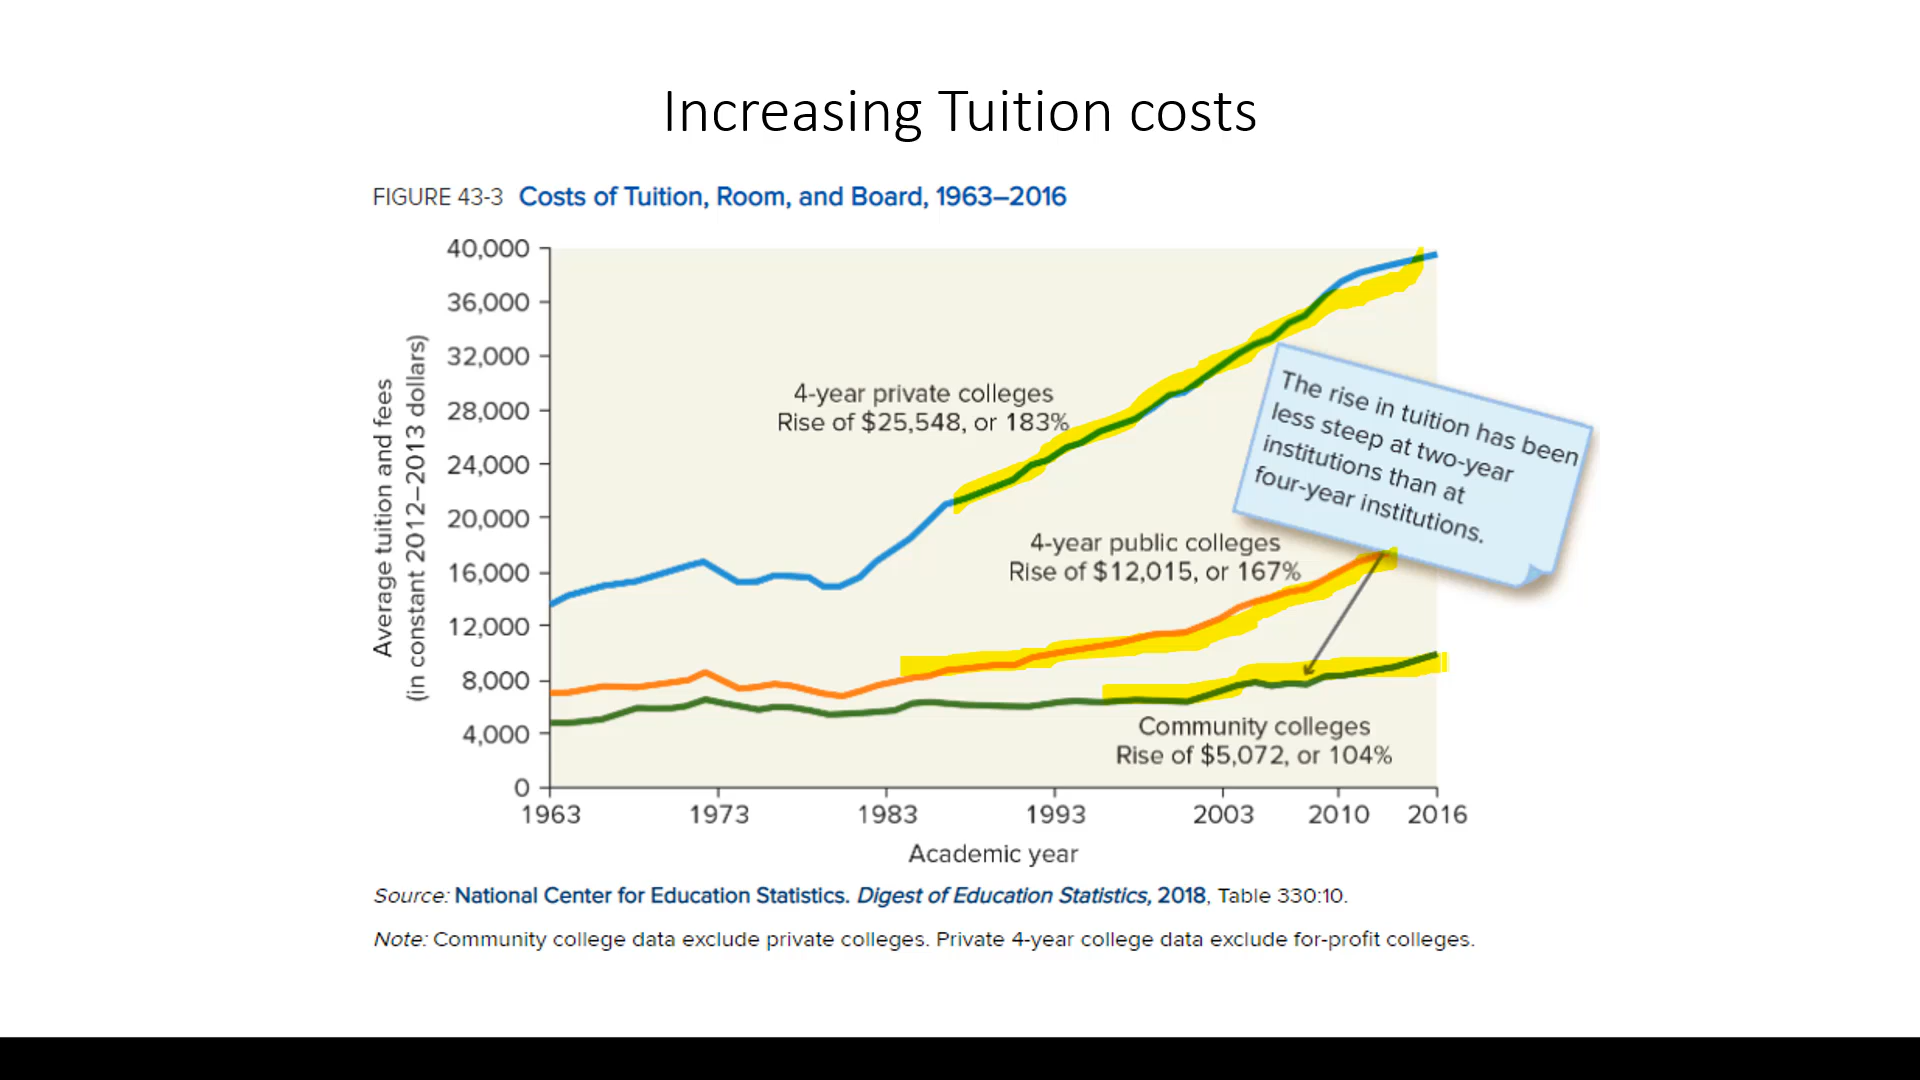 Increasing Tuition costs
FIGURE 43-3 Costs of Tuition, Room, and Board, 1963–2016
Average tuition and fees
(in constant 2012–2013 dollars)
40,000
36,000
32,000
28,000
24,000
20,000
16,000
12,000
8,000
4,000
0
4-year private colleges
Rise of $25,548, or 183%
The rise in tuition has been
less steep at two-year
institutions than at
four-year institutions.
4-year public colleges
Rise of $12,015, or 167%
Community colleges
Rise of $5,072, or 104%
1963 1973 1983 1993 2003 2010 2016
Academic year
Source: National Center for Education Statistics. Digest of Education Statistics, 2018, Table 330:10.
Note: Community college data exclude private colleges. Private 4-year college data exclude for-profit colleges.